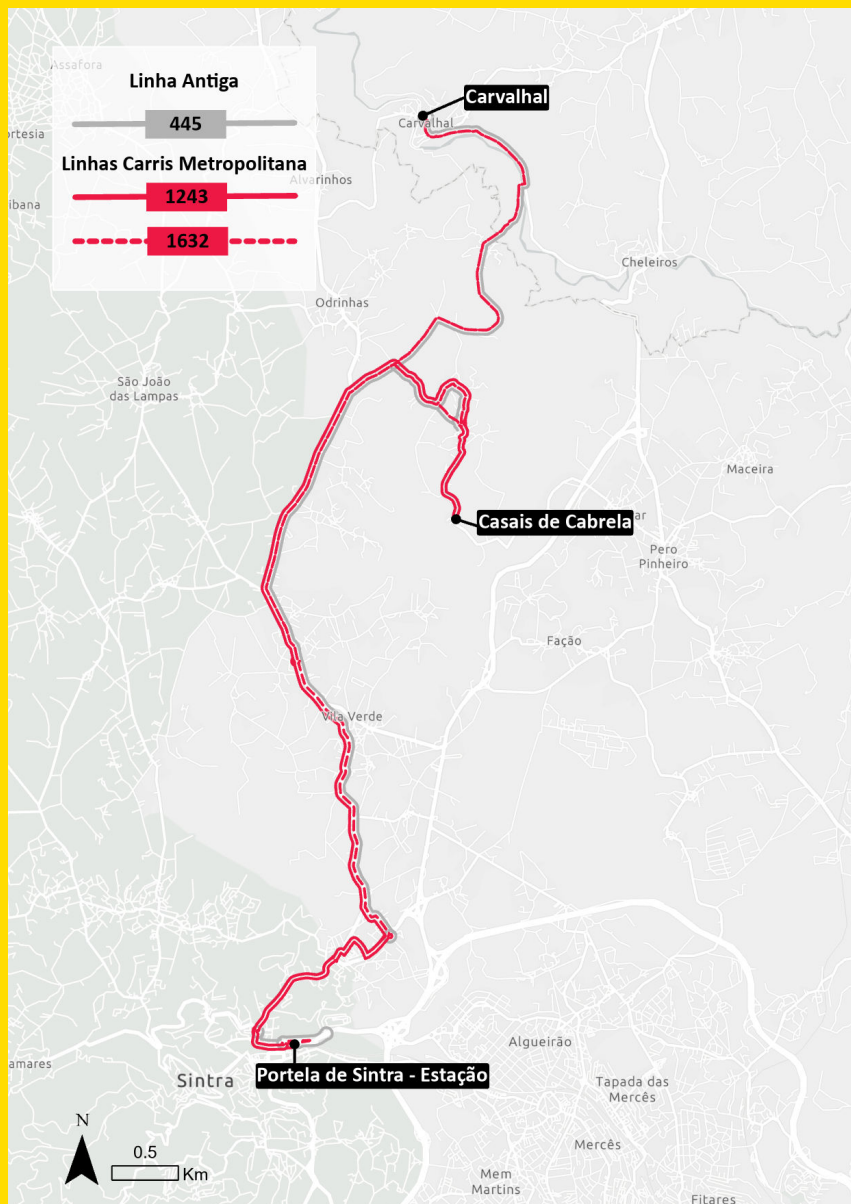 Assafora
Linha Antiga
445
Linhas Carris Metropolitana
1243
1632
ortesia
Alvarinhos
ibana
Carvalhal
Carvalhal
Cheleiros
Odrinhas
São João
das Lampas
Maceira
Casais de Cabrela
ar
Pero
Pinheiro
Fação
Vila Verde
Algueirão
amares
Sintra
Portela de Sintra - Estação
Tapada das
Mercês
Mercês
Mem
Martins
Fitares
N
0.5
Km